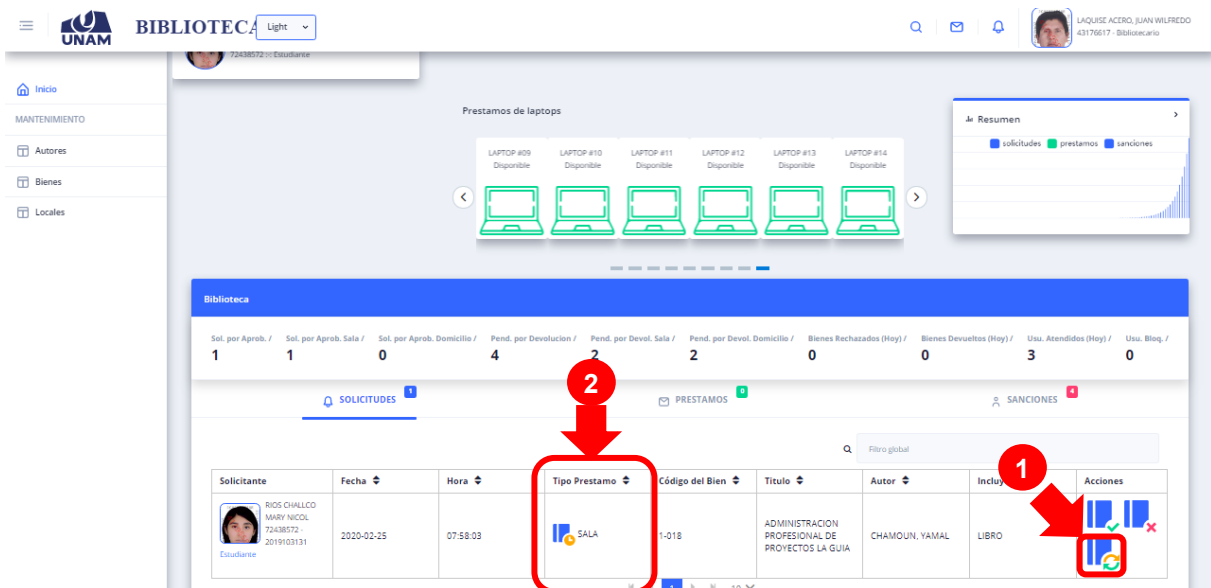 UNAM
BIBLIOTECA
Light
LAQUISE ACERO, JUAN WILFREDO
43176617 - Bibliotecario
72438572 :-: Estudiante
Inicio
MANTENIMIENTO
Autores
Bienes
Locales
Prestamos de laptops
LAPTOP #09
Disponible
LAPTOP #10
Disponible
LAPTOP #11
Disponible
LAPTOP #12
Disponible
LAPTOP #13
Disponible
LAPTOP #14
Disponible
Resumen
solicitudes prestamos sanciones
Biblioteca
Sol. por Aprob. / Sol. por Aprob. Sala / Sol. por Aprob. Domicilio / Pend. por Devolucion / Pend. por Devol. Sala / Pend. por Devol. Domicilio / Bienes Rechazados (Hoy) / Bienes Devueltos (Hoy) / Usu. Atendidos (Hoy) / Usu. Bloq. /
1 1 0 4 2 2 0 0 3 0
2
SOLICITUDES 1 PRESTAMOS 0 SANCIONES 4
Filtro global
1
Solicitante Fecha Hora Tipo Prestamo Código del Bien Titulo Autor Incluy Acciones
RIOS CHALLCO
MARY NICOL
72438572 -
2019103131
Estudiante
2020-02-25
07:58:03
SALA
1-018
ADMINISTRACION
PROFESIONAL DE
PROYECTOS LA GUIA
CHAMOUN, YAMAL
LIBRO
1 10